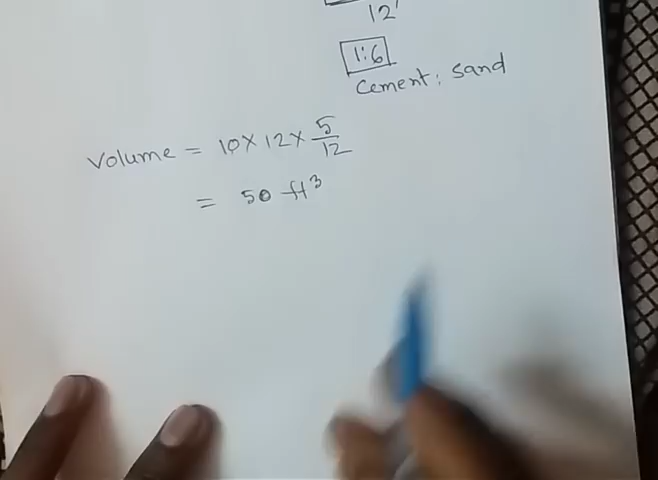 12'
1:6
Cement : sand
Volume = 10 × 12 × 5/12
= 50 ft³